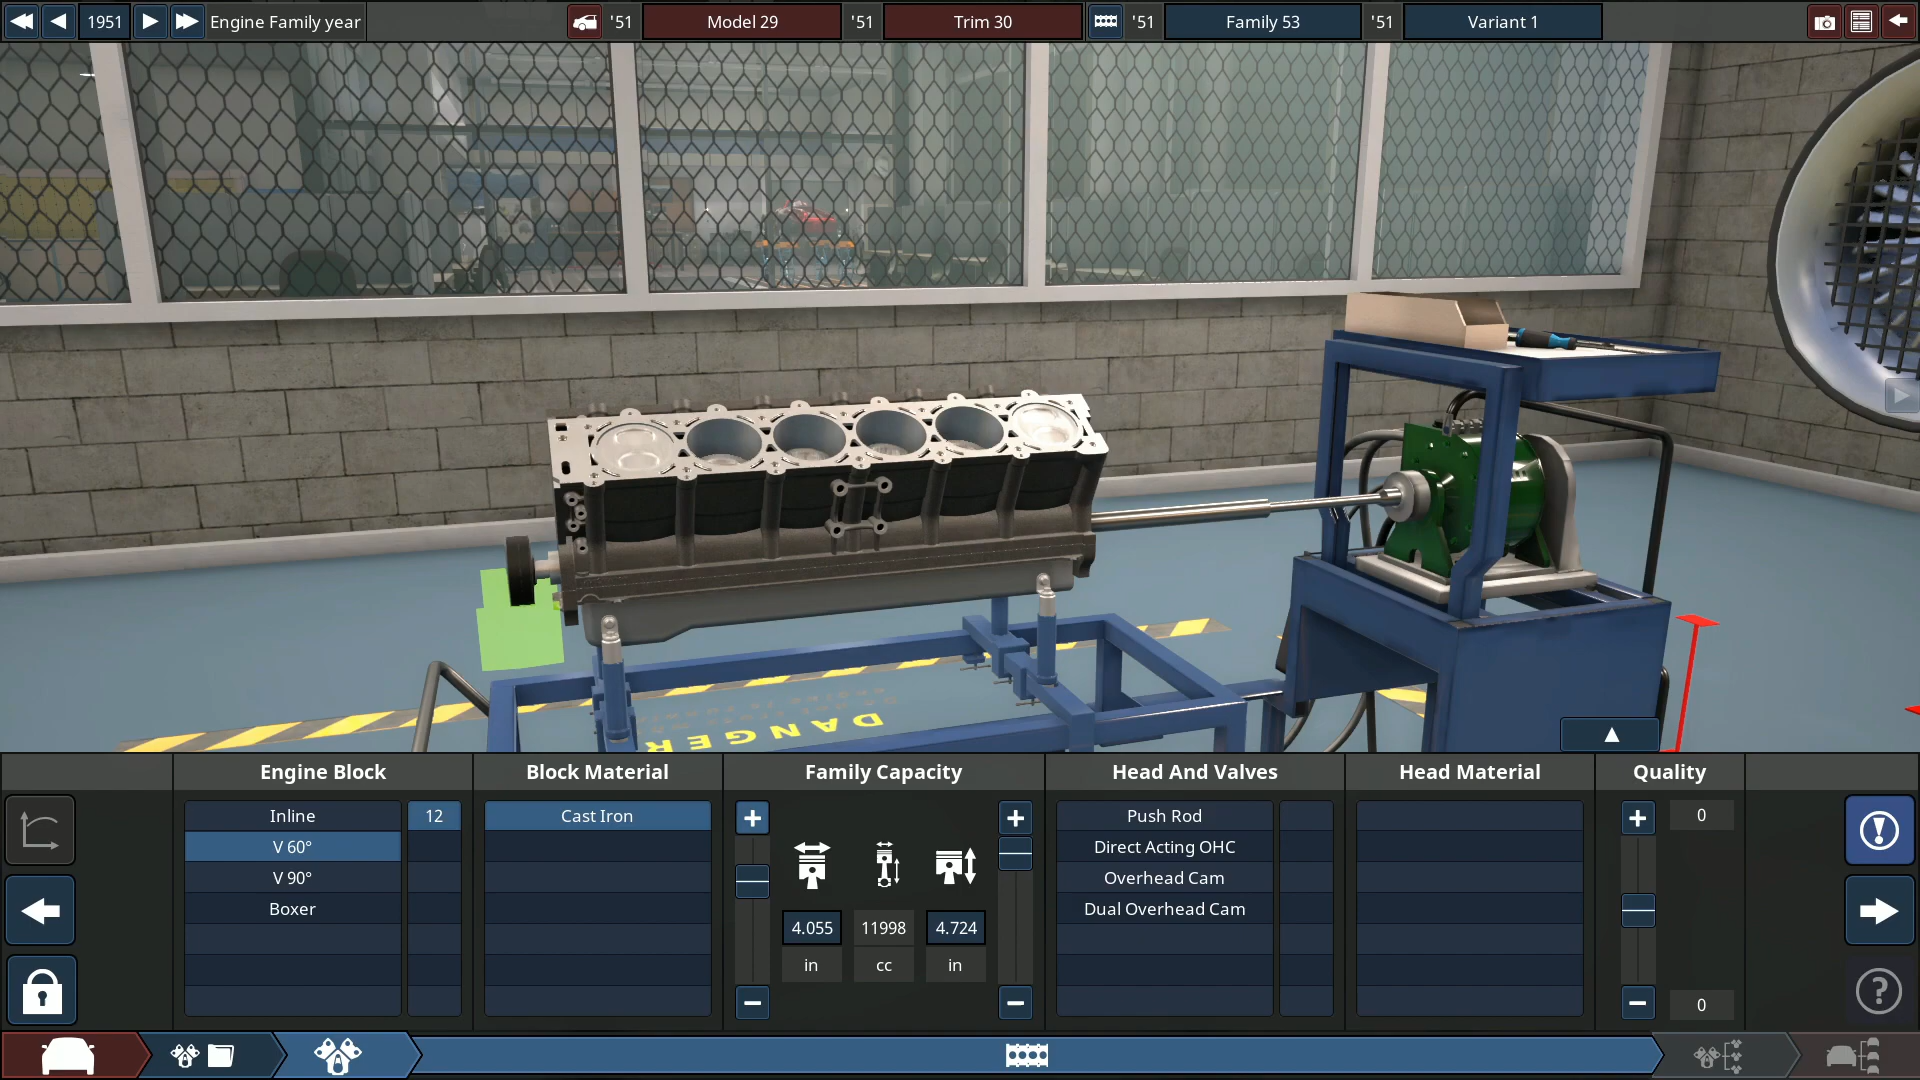 1951 Engine Family year '51 Model 29 '51 Trim 30 '51 Family 53 '51 Variant 1
DANGER
Engine Block Block Material Family Capacity Head And Valves Head Material Quality
Inline 12 Cast Iron Push Rod 0
V 60° Direct Acting OHC
V 90° Overhead Cam
Boxer Dual Overhead Cam
4.055 11998 4.724
in cc in
0